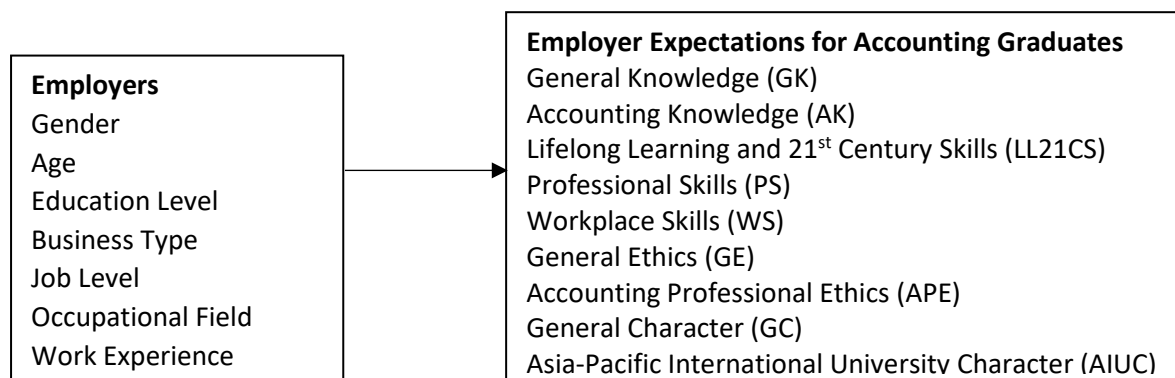 Employers
Gender
Age
Education Level
Business Type
Job Level
Occupational Field
Work Experience
Employer Expectations for Accounting Graduates
General Knowledge (GK)
Accounting Knowledge (AK)
Lifelong Learning and 21st Century Skills (LL21CS)
Professional Skills (PS)
Workplace Skills (WS)
General Ethics (GE)
Accounting Professional Ethics (APE)
General Character (GC)
Asia-Pacific International University Character (AIUC)